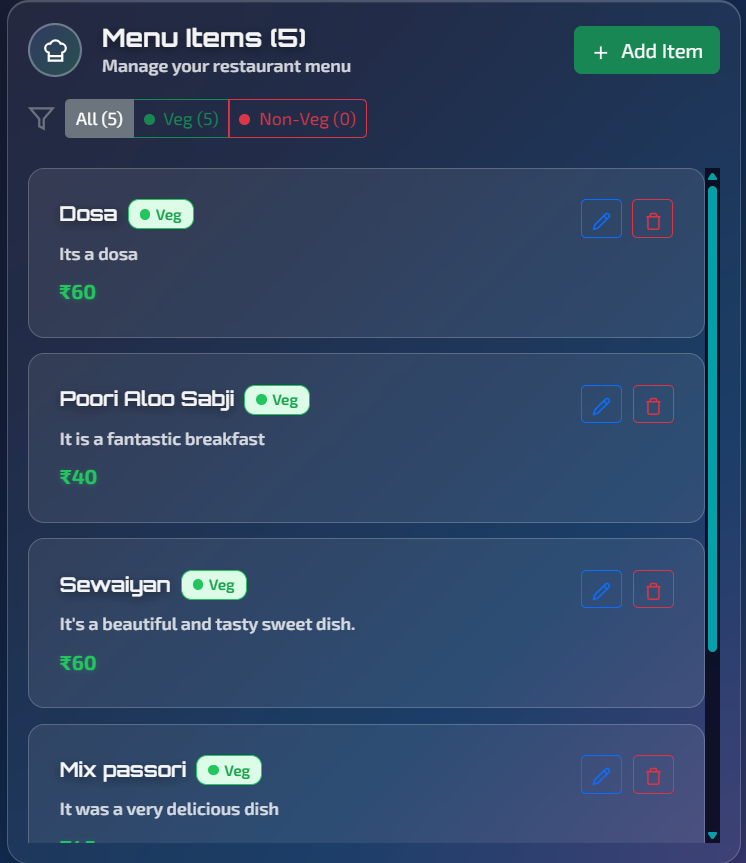 Menu Items (5)
Manage your restaurant menu
+ Add Item
All (5)
Veg (5)
Non-Veg (0)
Dosa
Veg
Its a dosa
₹60
Poori Aloo Sabji
Veg
It is a fantastic breakfast
₹40
Sewaiyan
Veg
It's a beautiful and tasty sweet dish.
₹60
Mix passori
Veg
It was a very delicious dish